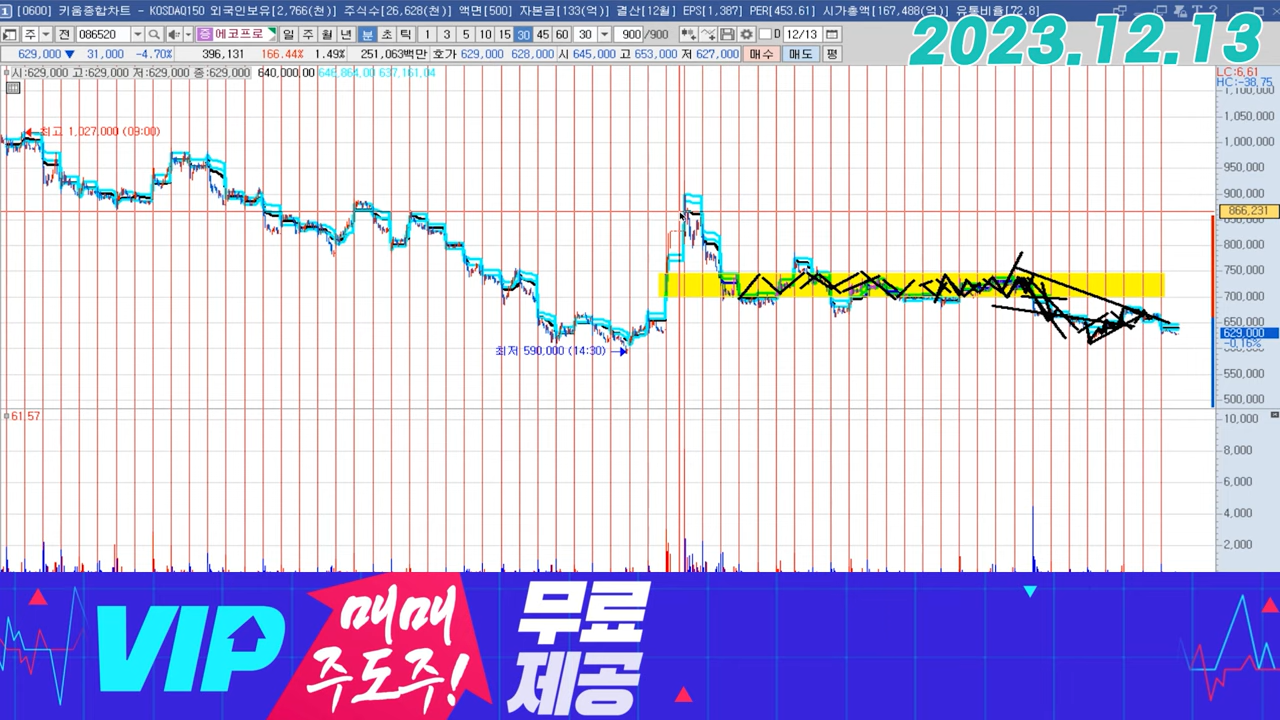 [0600] 키움종합차트 - KOSDAQ150 외국인보유[2,766(천)] 주식수[26,628(천)] 액면[500] 자본금[133(억)] 결산[12월] EPS[1,387] PER[453.61] 시가총액[167,488(억)] 유통비율[72.8]
주 전 086520 증 에코프로 일 주 월 년 분 초 틱 1 3 5 10 15 30 45 60 30 900 /900 D 12/13
2023.12.13
629,000 ▼ 31,000 -4.70% 396,131 166.44% 1.49% 251,063백만 호가 629,000 628,000 시 645,000 고 653,000 저 627,000 매수 매도 평
시:629,000 고:629,000 저:629,000 종:629,000 640,000.00 637,161.04
LC:6.61
HC:-38.75
1,100,000
최고 1,027,000 (09:00)
1,050,000
1,000,000
950,000
900,000
866,231
850,000
800,000
750,000
700,000
650,000
629,000
-0.16%
최저 590,000 (14:30)
550,000
500,000
61.57
10,000
8,000
6,000
4,000
2,000
VIP
매매
주도주!
무료
제공